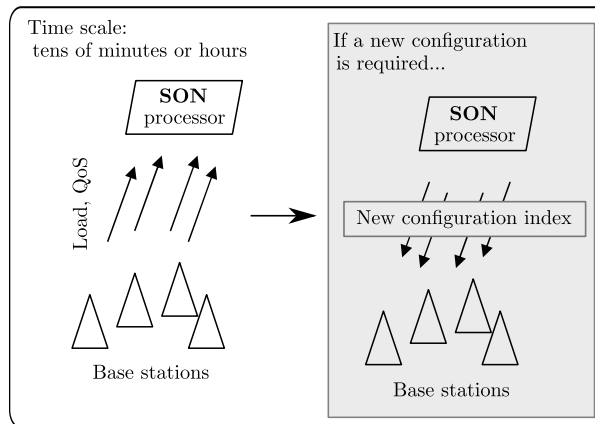 Time scale:
tens of minutes or hours
SON
processor
Load, QoS
Base stations
If a new configuration
is required...
SON
processor
New configuration index
Base stations